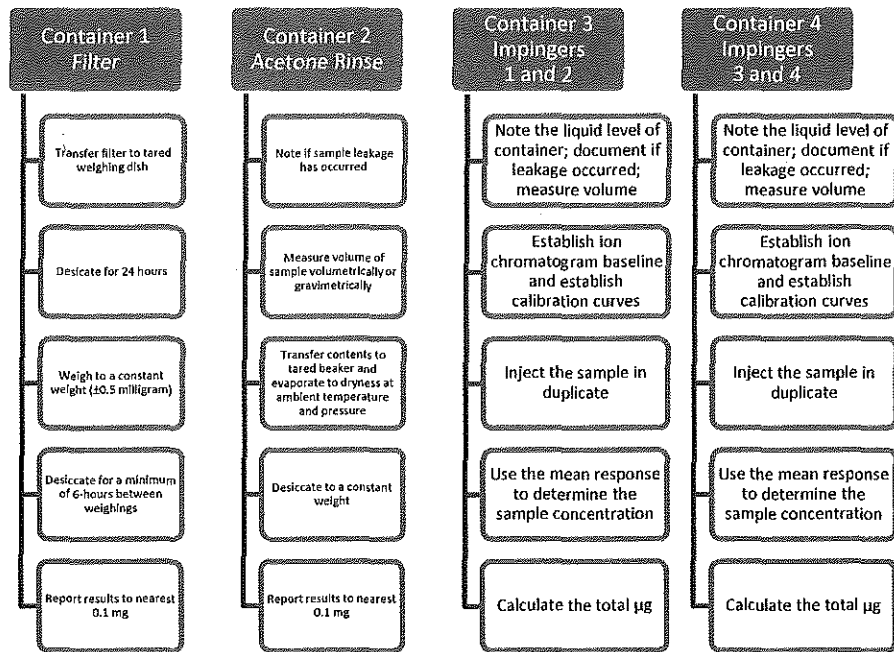 Container 1
Filter
Transfer filter to tared
weighing dish
Desicate for 24 hours
Weigh to a constant
weight (±0.5 milligram)
Desiccate for a minimum
of 6-hours between
weighings
Report results to nearest
0.1 mg
Container 2
Acetone Rinse
Note if sample leakage
has occurred
Measure volume of
sample volumetrically or
gravimetrically
Transfer contents to
tared beaker and
evaporate to dryness at
ambient temperature
and pressure
Desiccate to a constant
weight
Report results to nearest
0.1 mg
Container 3
Impingers
1 and 2
Note the liquid level of
container; document if
leakage occurred;
measure volume
Establish ion
chromatogram baseline
and establish
calibration curves
Inject the sample in
duplicate
Use the mean response
to determine the
sample concentration
Calculate the total µg
Container 4
Impingers
3 and 4
Note the liquid level of
container; document if
leakage occurred;
measure volume
Establish ion
chromatogram baseline
and establish
calibration curves
Inject the sample in
duplicate
Use the mean response
to determine the
sample concentration
Calculate the total µg